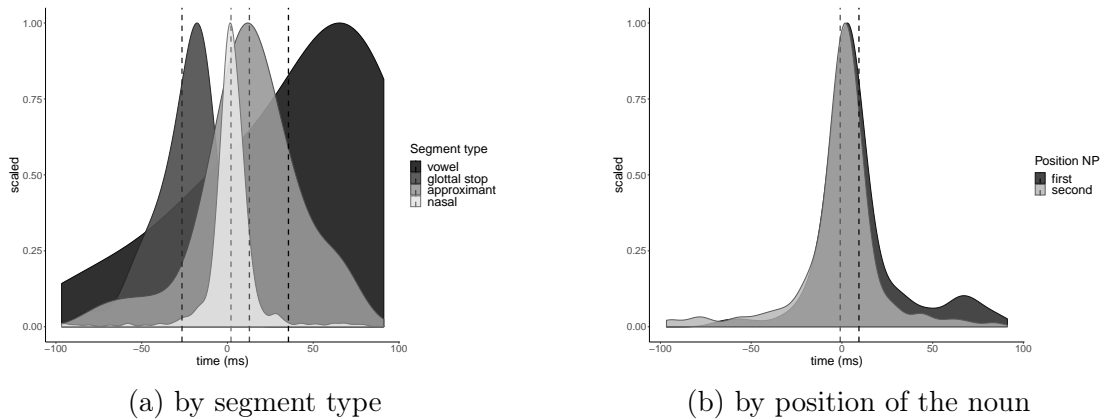 1.00
0.75
0.50
0.25
0.00
scaled
−100
−50
0
50
100
time (ms)
Segment type
vowel
glottal stop
approximant
nasal
(a) by segment type
1.00
0.75
0.50
0.25
0.00
scaled
−100
−50
0
50
100
time (ms)
Position NP
first
second
(b) by position of the noun